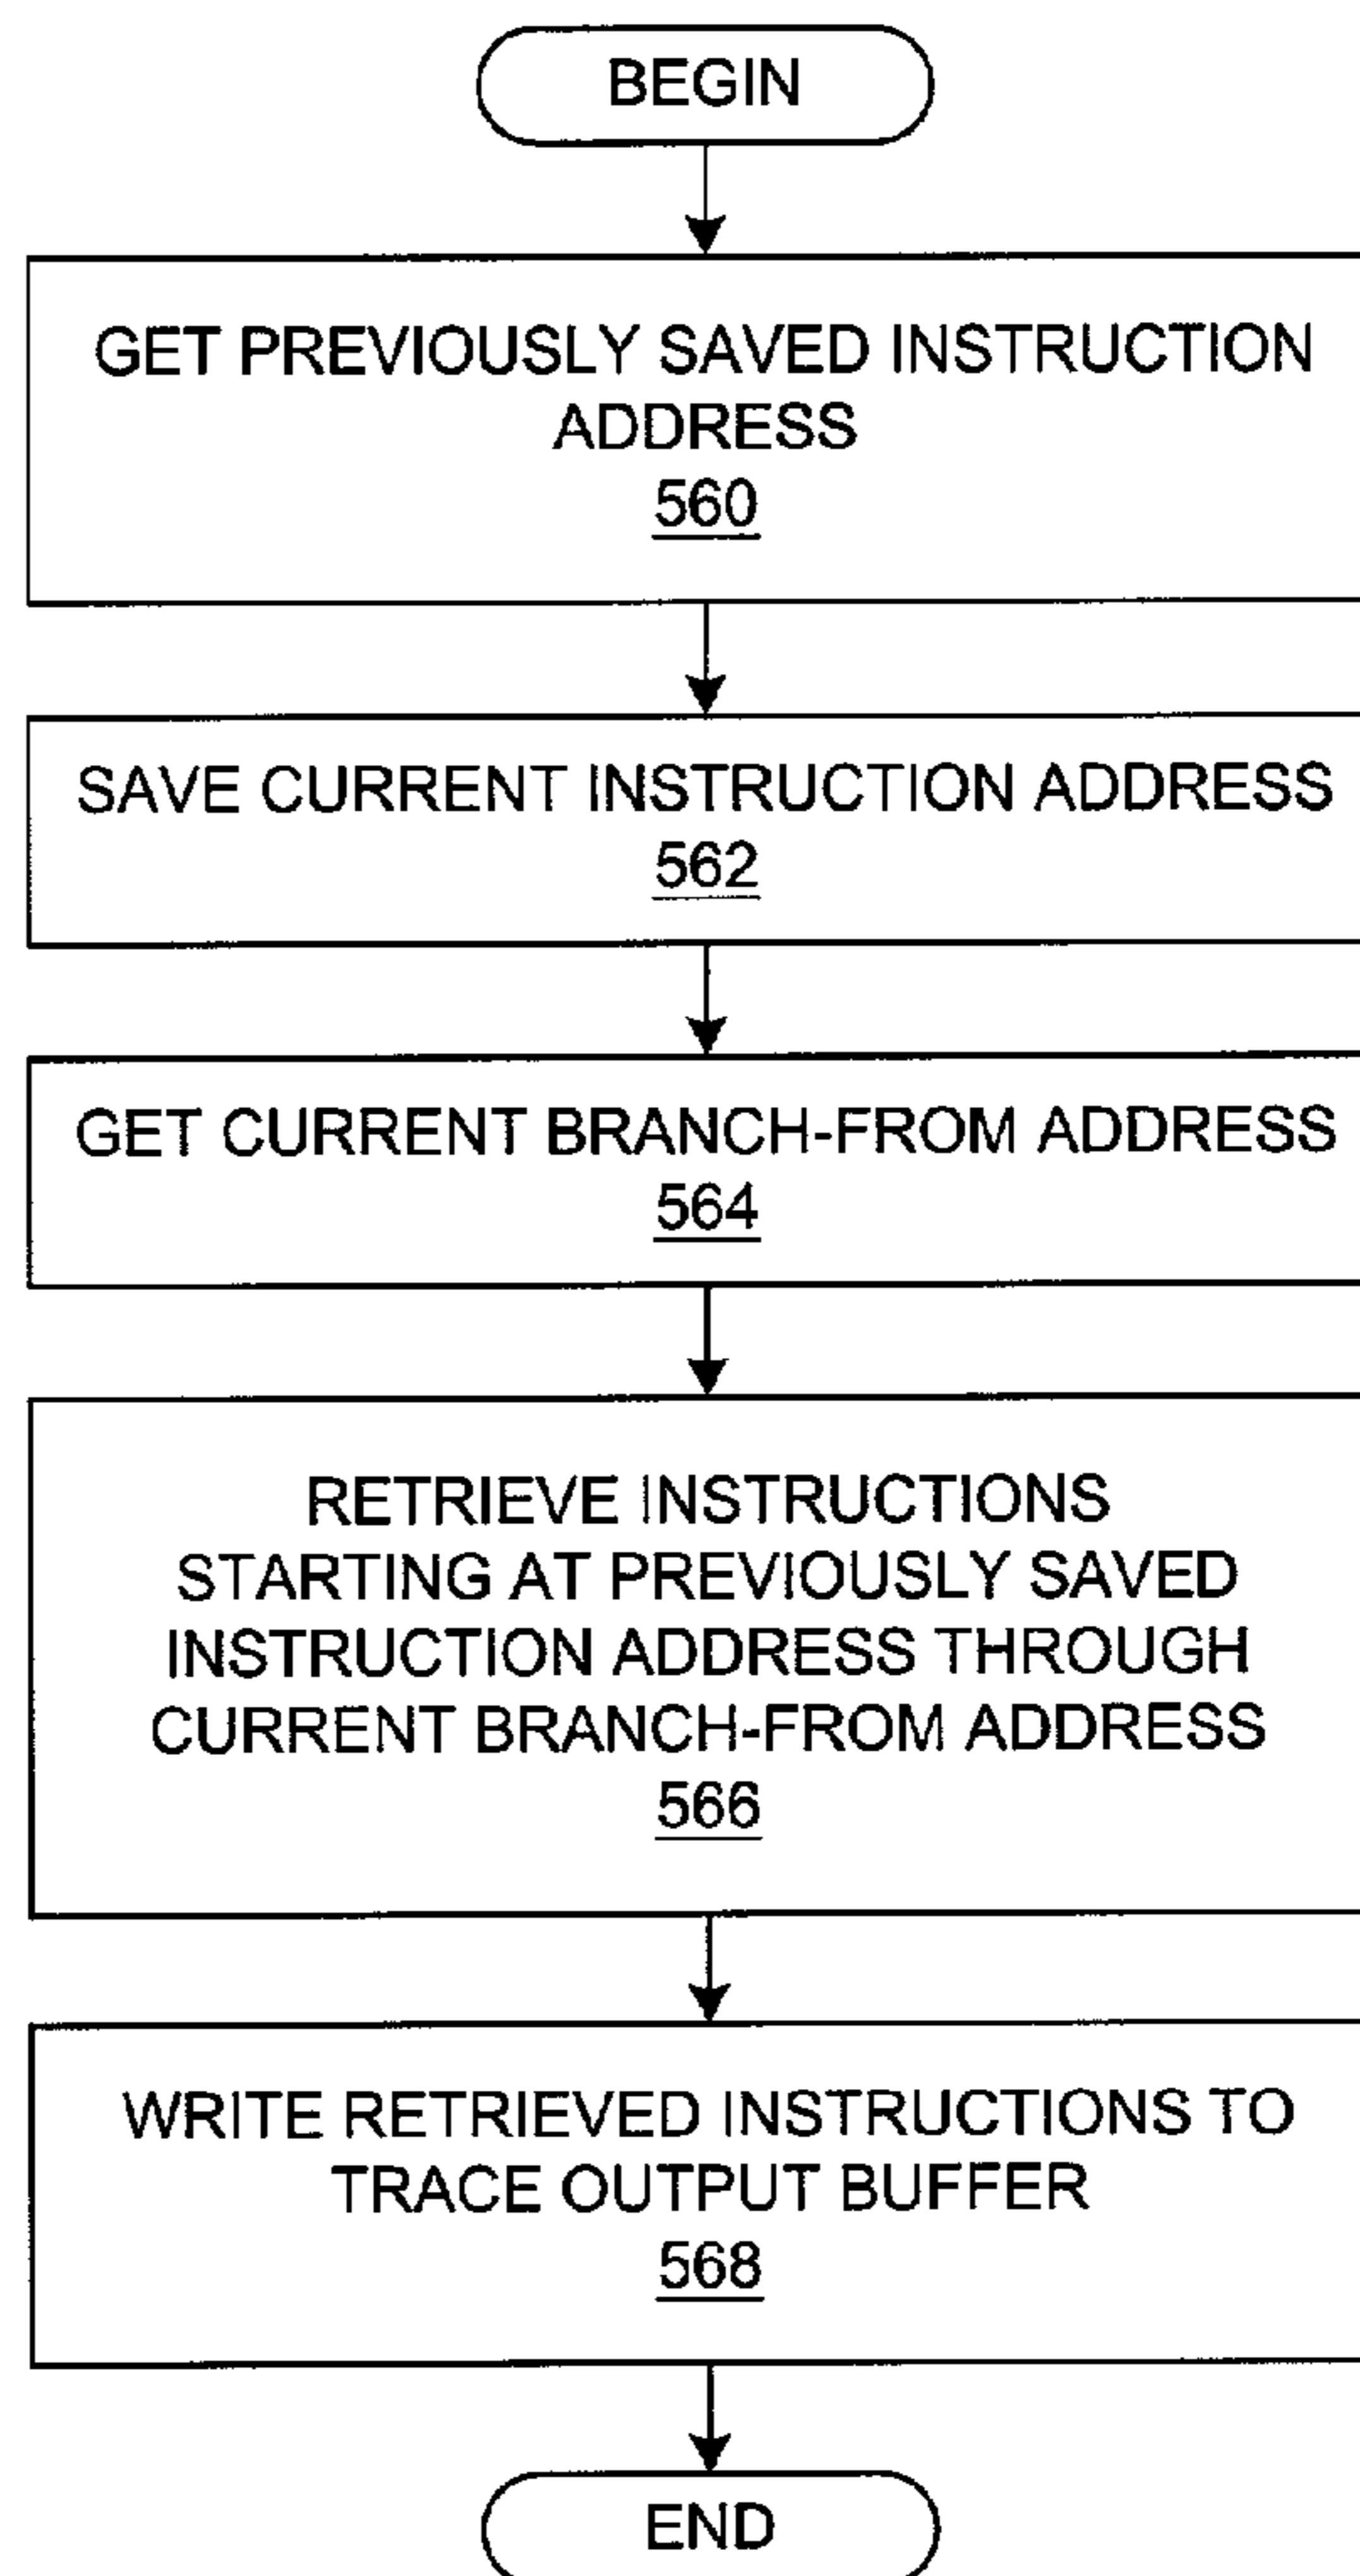 BEGIN
GET PREVIOUSLY SAVED INSTRUCTION
ADDRESS
560
SAVE CURRENT INSTRUCTION ADDRESS
562
GET CURRENT BRANCH-FROM ADDRESS
564
RETRIEVE INSTRUCTIONS
STARTING AT PREVIOUSLY SAVED
INSTRUCTION ADDRESS THROUGH
CURRENT BRANCH-FROM ADDRESS
566
WRITE RETRIEVED INSTRUCTIONS TO
TRACE OUTPUT BUFFER
568
END